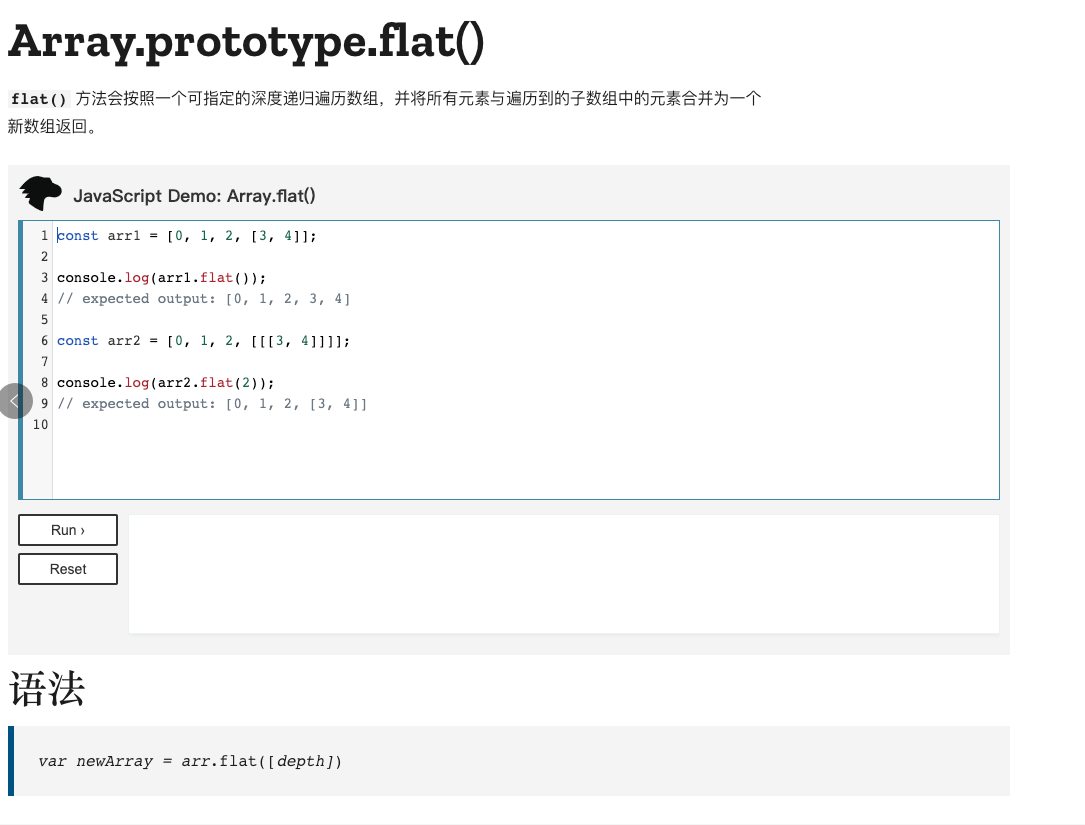 Array.prototype.flat()
flat() 方法会按照一个可指定的深度递归遍历数组，并将所有元素与遍历到的子数组中的元素合并为一个
新数组返回。
JavaScript Demo: Array.flat()
1 const arr1 = [0, 1, 2, [3, 4]];
2
3 console.log(arr1.flat());
4 // expected output: [0, 1, 2, 3, 4]
5
6 const arr2 = [0, 1, 2, [[[3, 4]]]];
7
8 console.log(arr2.flat(2));
9 // expected output: [0, 1, 2, [3, 4]]
10
Run ›
Reset
语法
var newArray = arr.flat([depth])